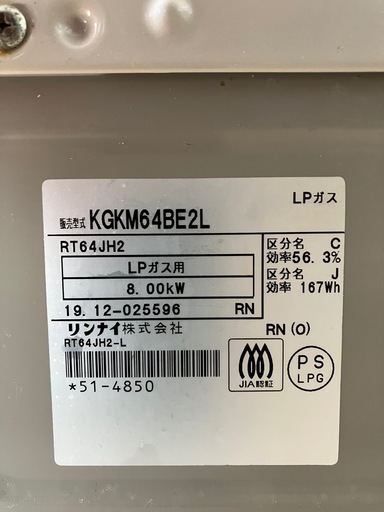 LPガス
販売型式 KGKM64BE2L
RT64JH2
区分名 C
効率56.3%
LPガス用
区分名 J
8.00kW
効率 167Wh
19.12-025596 RN
リンナイ株式会社
RN (O)
RT64JH2-L
*51-4850
JIA認証
PS
LPG